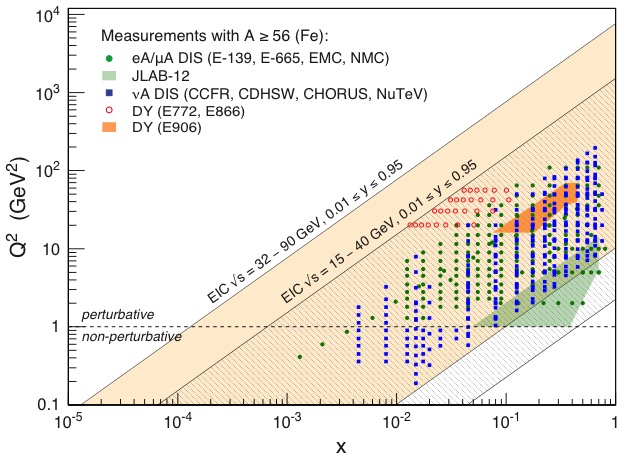 Measurements with A ≥ 56 (Fe):
eA/μA DIS (E-139, E-665, EMC, NMC)
JLAB-12
νA DIS (CCFR, CDHSW, CHORUS, NuTeV)
DY (E772, E866)
DY (E906)
EIC √s = 32 – 90 GeV, 0.01 ≤ y ≤ 0.95
EIC √s = 15 – 40 GeV, 0.01 ≤ y ≤ 0.95
perturbative
non-perturbative
Q² (GeV²)
10⁴
10³
10²
10
1
0.1
10⁻⁵ 10⁻⁴ 10⁻³ 10⁻² 10⁻¹ 1
x